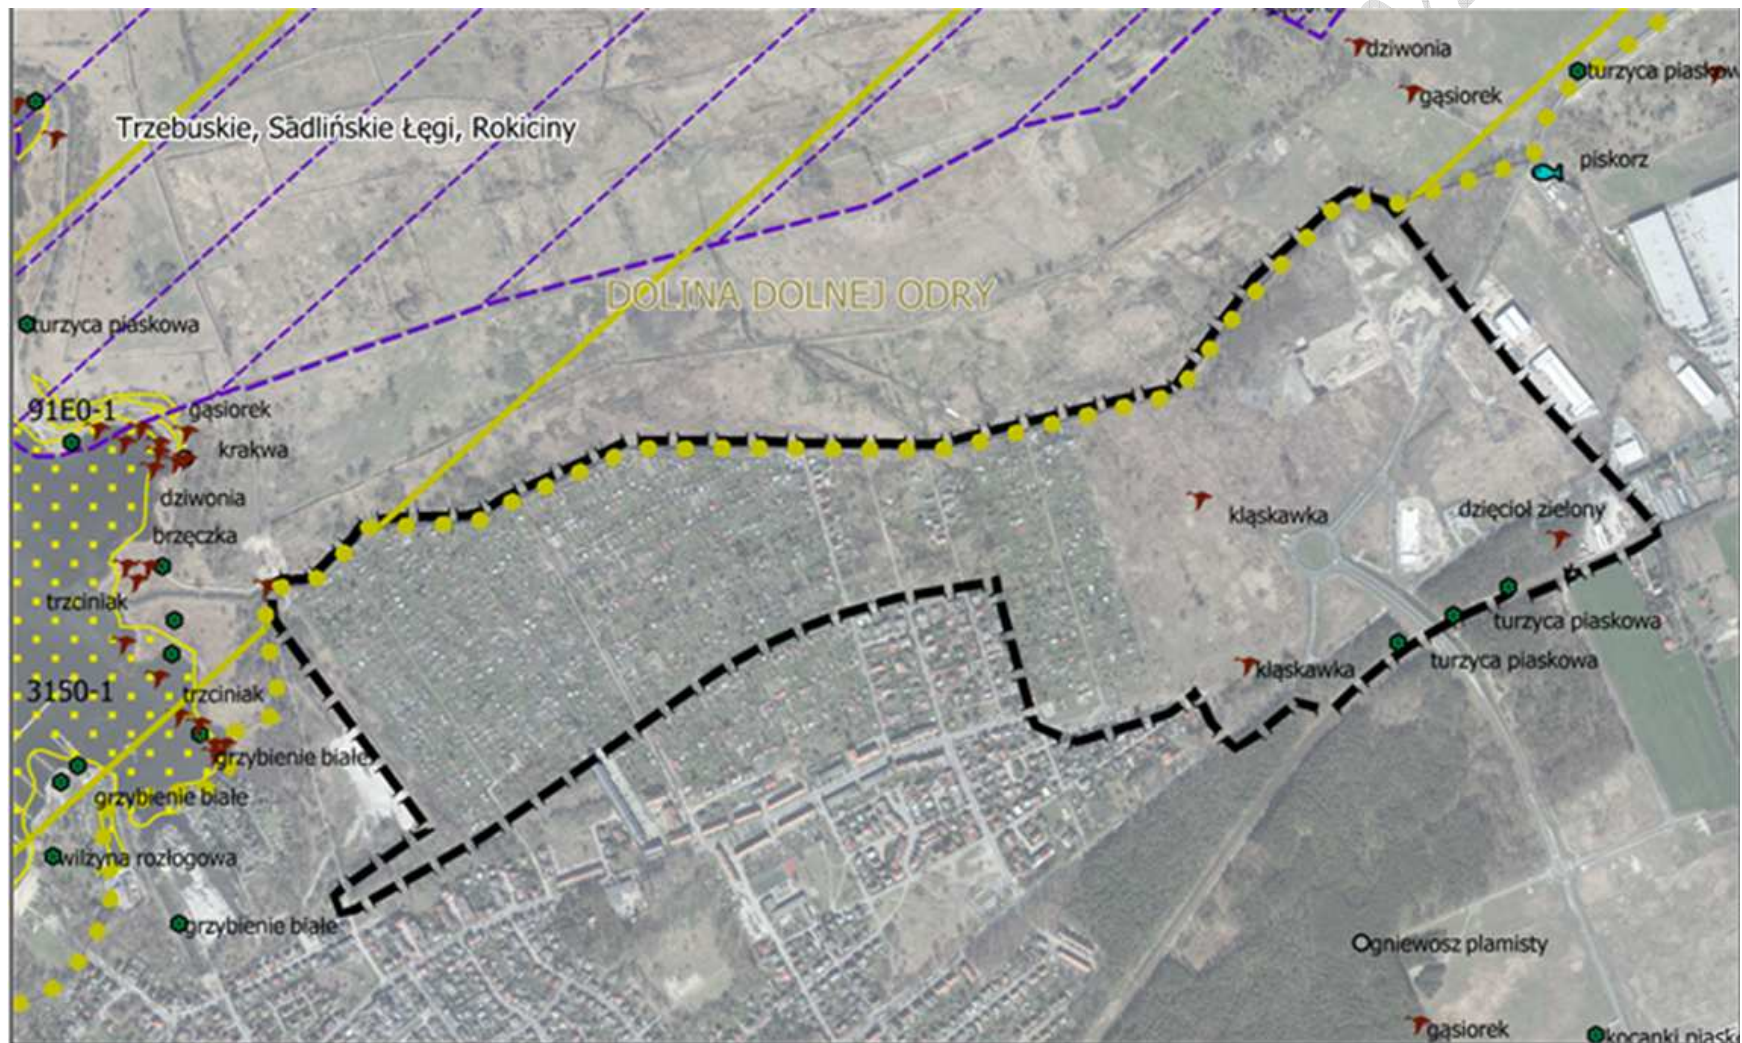 dziwonia
turzyca piaskow
gąsiorek
Trzebuskie, Sądlińskie Łęgi, Rokiciny
piskorz
DOLINA DOLNEJ ODRY
turzyca piaskowa
91E0-1
gąsiorek
krakwa
dziwonia
kląskawka
dzięcioł zielony
brzęczka
trzciniak
turzyca piaskowa
turzyca piaskowa
kląskawka
3150-1
trzciniak
grzybienie białe
grzybienie białe
wilżyna rozłogowa
grzybienie białe
gniewosz plamisty
gąsiorek
kocanki piask